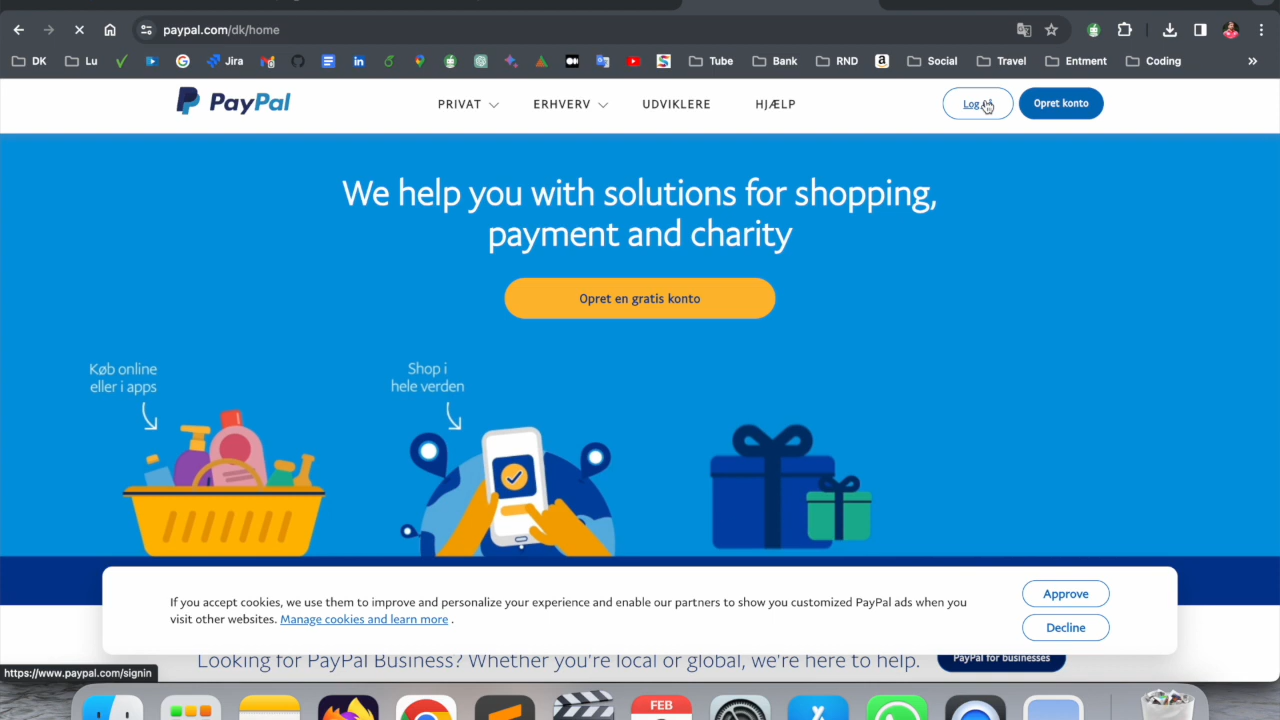 paypal.com/dk/home
DK
Lu
Jira
Tube
Bank
RND
Social
Travel
Entment
Coding
»
PayPal
PRIVAT
ERHVERV
UDVIKLERE
HJÆLP
Log
Opret konto
We help you with solutions for shopping,
payment and charity
Opret en gratis konto
Køb online
eller i apps
Shop i
hele verden
If you accept cookies, we use them to improve and personalize your experience and enable our partners to show you customized PayPal ads when you
visit other websites. Manage cookies and learn more .
Approve
Decline
Looking for PayPal Business? Whether you're local or global, we're here to help.
PayPal for businesses
https://www.paypal.com/signin
FEB